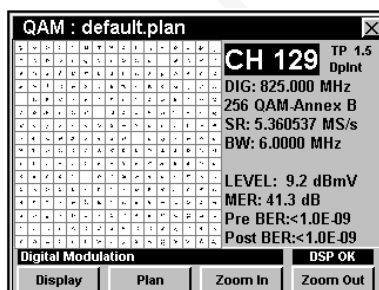 QAM : default.plan
CH 129
TP 1.5
DpInt
DIG: 825.000 MHz
256 QAM-Annex B
SR: 5.360537 MS/s
BW: 6.0000 MHz
LEVEL: 9.2 dBmV
MER: 41.3 dB
Pre BER:<1.0E-09
Post BER:<1.0E-09
Digital Modulation
DSP OK
Display
Plan
Zoom In
Zoom Out